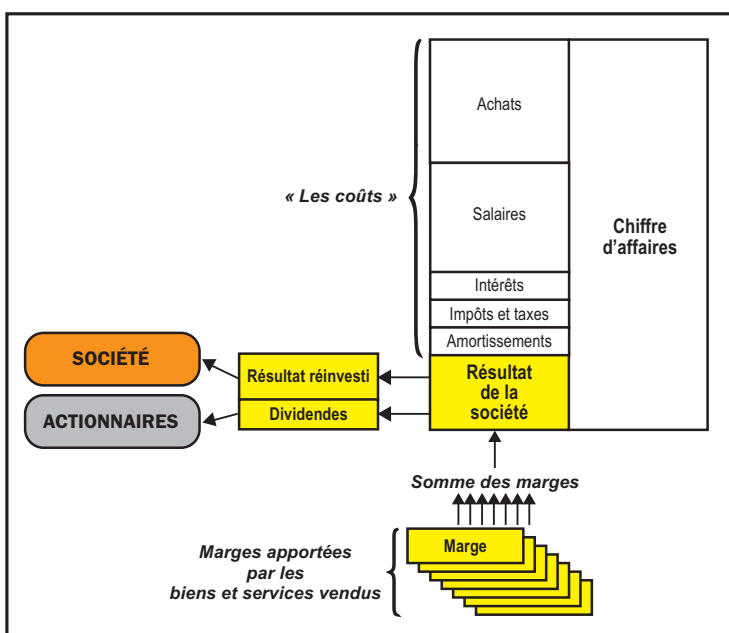 Achats
« Les coûts »
Salaires
Chiffre
d'affaires
Intérêts
Impôts et taxes
Amortissements
SOCIÉTÉ
Résultat réinvesti
Résultat
de la
société
ACTIONNAIRES
Dividendes
Somme des marges
Marge
Marges apportées
par les
biens et services vendus